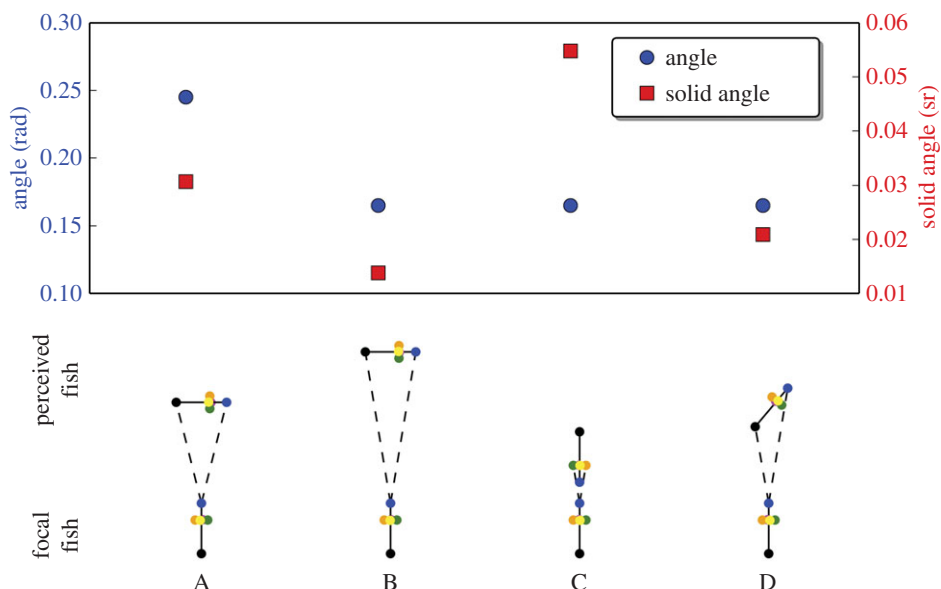 0.30
0.25
0.20
0.15
0.10
angle (rad)
angle
solid angle
0.06
0.05
0.04
0.03
0.02
0.01
solid angle (sr)
perceived
fish
focal
fish
A B C D